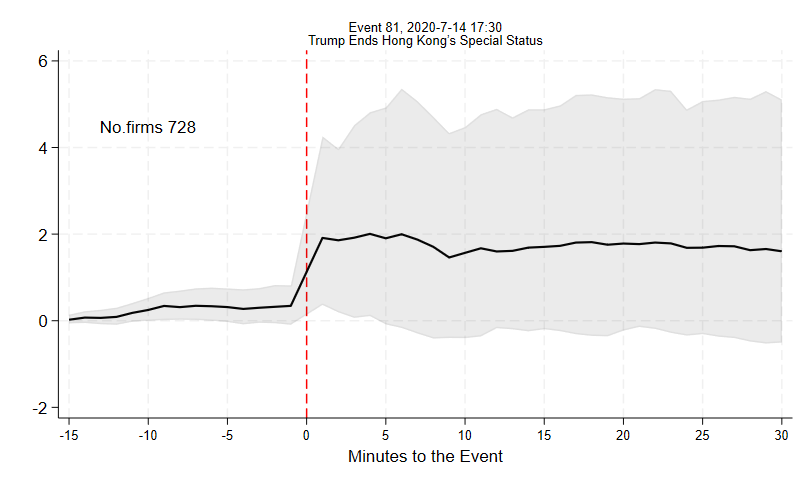 Event 81, 2020-7-14 17:30
Trump Ends Hong Kong's Special Status
6
No.firms 728
4
2
0
-2
-15 -10 -5 0 5 10 15 20 25 30
Minutes to the Event